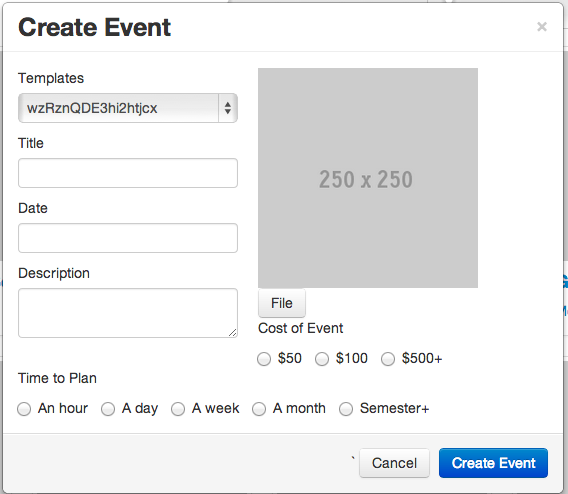 Create Event
×
Templates
wzRznQDE3hi2htjcx
Title
Date
Description
250 x 250
File
Cost of Event
$50 $100 $500+
Time to Plan
An hour A day A week A month Semester+
` Cancel Create Event